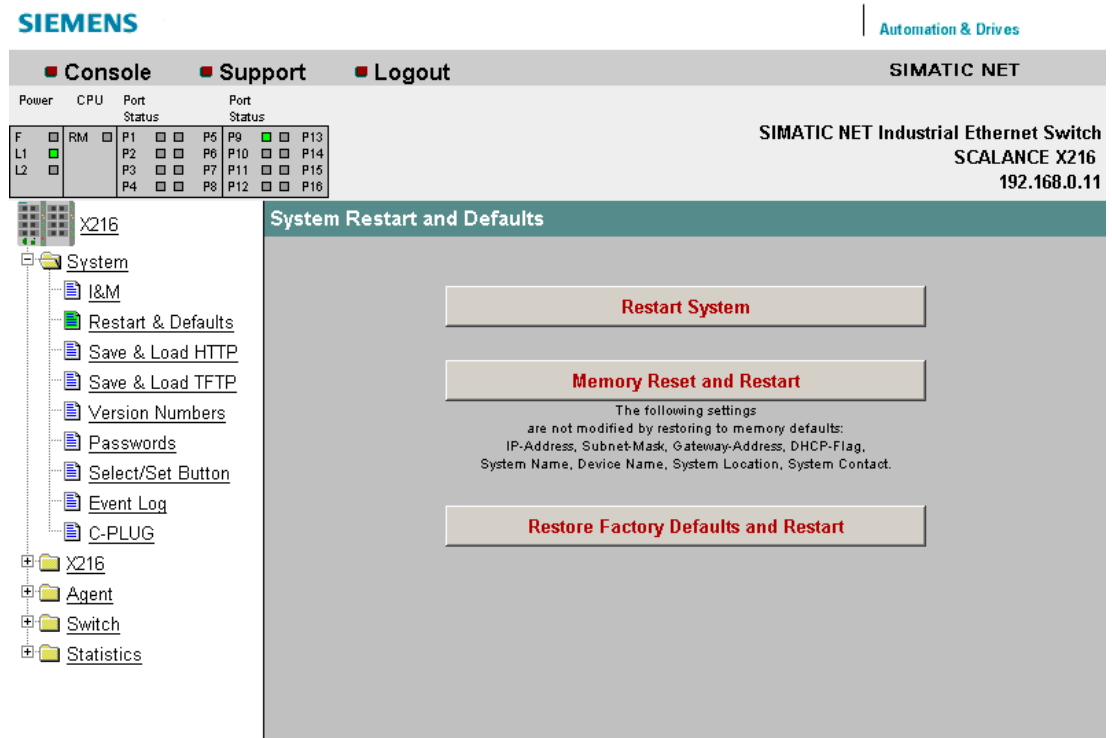 SIEMENS
Automation & Drives
Console Support Logout SIMATIC NET
Power CPU Port Status Port Status
F RM P1 P5 P9 P13
L1 P2 P6 P10 P14
L2 P3 P7 P11 P15
P4 P8 P12 P16
SIMATIC NET Industrial Ethernet Switch
SCALANCE X216
192.168.0.11
X216
System
I&M
Restart & Defaults
Save & Load HTTP
Save & Load TFTP
Version Numbers
Passwords
Select/Set Button
Event Log
C-PLUG
X216
Agent
Switch
Statistics
System Restart and Defaults
Restart System
Memory Reset and Restart
The following settings
are not modified by restoring to memory defaults:
IP-Address, Subnet-Mask, Gateway-Address, DHCP-Flag,
System Name, Device Name, System Location, System Contact.
Restore Factory Defaults and Restart